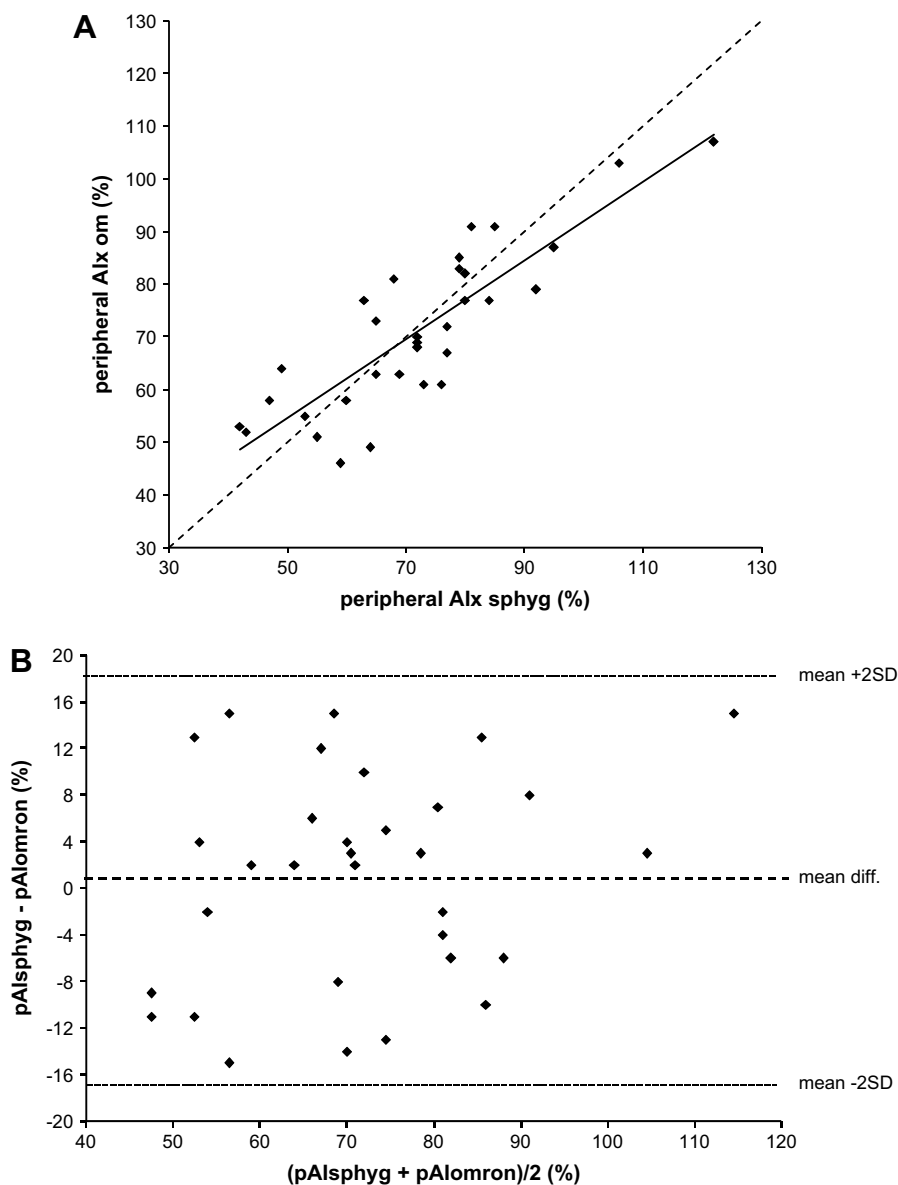 A
130
120
110
100
90
80
70
60
50
40
30
peripheral AIx om (%)
30 50 70 90 110 130
peripheral AIx sphyg (%)
B
20
16
12
8
4
0
-4
-8
-12
-16
-20
pAIsphyg - pAIomron (%)
mean +2SD
mean diff.
mean -2SD
40 50 60 70 80 90 100 110 120
(pAIsphyg + pAIomron)/2 (%)